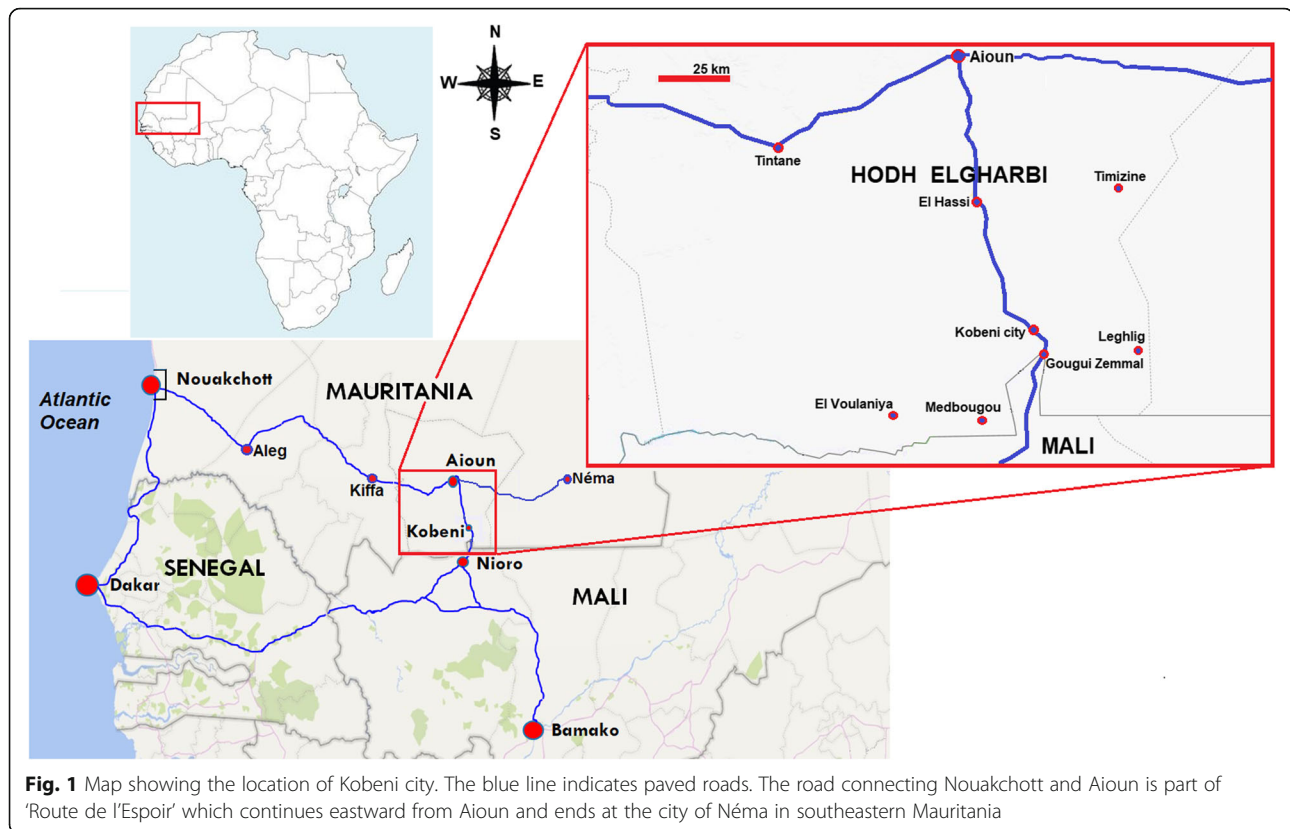 N
W E
S
25 km
Aioun
Tintane
HODH ELGHARBI
Timizine
El Hassi
Kobeni city
Leghlig
Gougui Zemmal
El Voulaniya
Medbougou
MALI
Nouakchott
MAURITANIA
Atlantic
Ocean
Aleg
Aioun
Kiffa
Néma
Kobeni
Nioro
SENEGAL
Dakar
MALI
Bamako
Fig. 1 Map showing the location of Kobeni city. The blue line indicates paved roads. The road connecting Nouakchott and Aioun is part of
‘Route de l’Espoir’ which continues eastward from Aioun and ends at the city of Néma in southeastern Mauritania